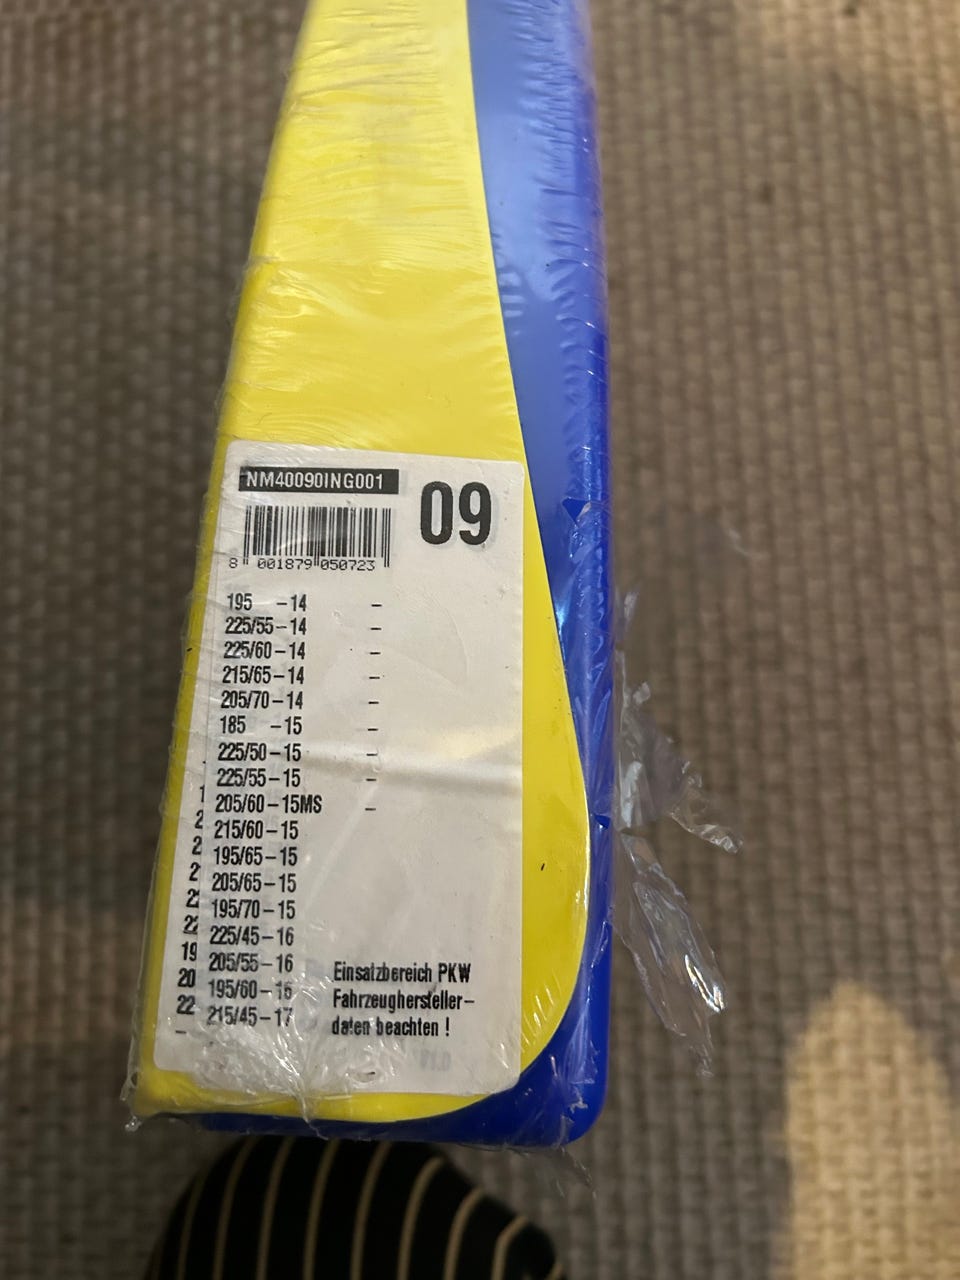 NM40090ING001
09
8 001879 050723
195 – 14 –
225/55 – 14 –
225/60 – 14 –
215/65 – 14 –
205/70 – 14 –
185 – 15 –
225/50 – 15 –
225/55 – 15 –
205/60 – 15MS –
215/60 – 15
195/65 – 15
205/65 – 15
195/70 – 15
225/45 – 16
205/55 – 16
195/60 – 16
215/45 – 17
Einsatzbereich PKW
Fahrzeughersteller–
daten beachten !
19
20
22